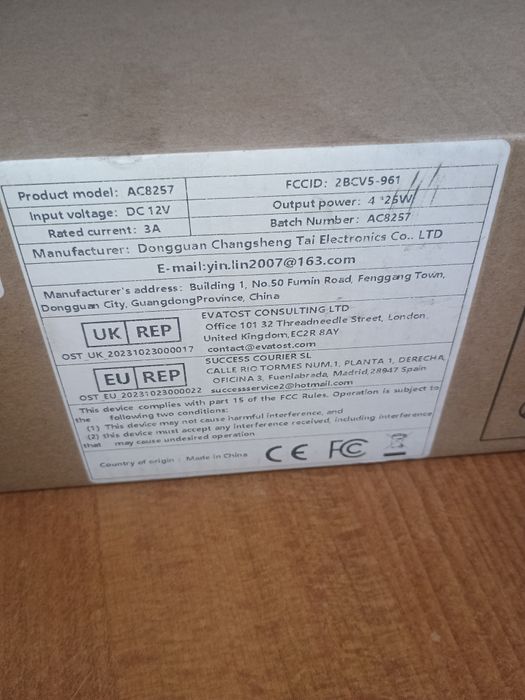 Product model: AC8257
FCCID: 2BCV5-961
Input voltage: DC 12V
Output power: 4*25W
Rated current: 3A
Batch Number: AC8257
Manufacturer: Dongguan Changsheng Tai Electronics Co.. LTD
E-mail:yin.lin2007@163.com
Manufacturer's address: Building 1, No.50 Fumin Road, Fenggang Town,
Dongguan City, GuangdongProvince, China
UK REP
OST UK 20231023000017
EVATOST CONSULTING LTD
Office 101 32 Threadneedle Street, London,
United Kingdom,EC2R 8AY
contact@evatost.com
EU REP
OST EU 20231023000022
SUCCESS COURIER SL
CALLE RIO TORMES NUM.1, PLANTA 1, DERECHA,
OFICINA 3, Fuenlabrada, Madrid,28947 Spain
successservice2@hotmail.com
This device complies with part 15 of the FCC Rules. Operation is subject to
the following two conditions:
(1) This device may not cause harmful interference, and
(2) this device must accept any interference received, including interference
that may cause undesired operation
Country of origin : Made in China
CE FC